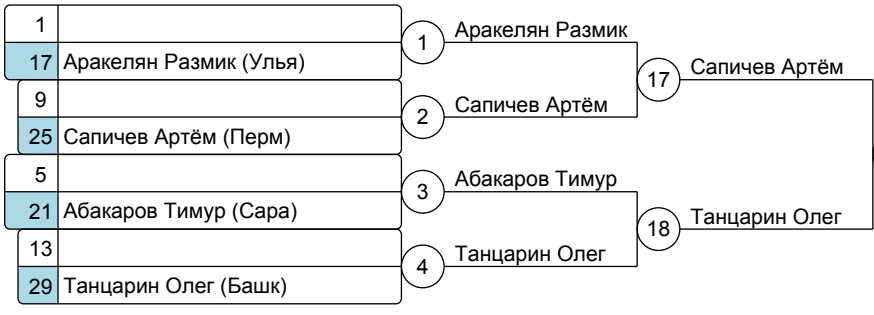 1
17 Аракелян Размик (Улья)
1
Аракелян Размик
9
25 Сапичев Артём (Перм)
2
Сапичев Артём
17
Сапичев Артём
5
21 Абакаров Тимур (Сара)
3
Абакаров Тимур
13
29 Танцарин Олег (Башк)
4
Танцарин Олег
18
Танцарин Олег